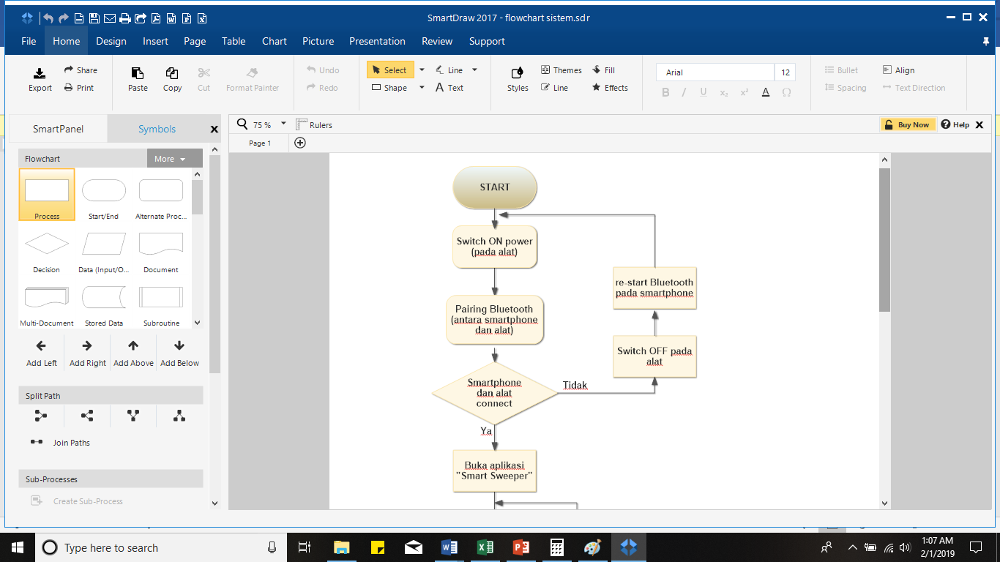 SmartDraw 2017 - flowchart sistem.sdr
File Home Design Insert Page Table Chart Picture Presentation Review Support
Export
Share
Print
Paste
Copy
Cut
Format Painter
Undo
Redo
Select
Shape
Line
A Text
Styles
Themes
Line
Fill
Effects
Arial
12
B I U x₂ x² A Ω
Bullet
Spacing
Align
Text Direction
SmartPanel
Symbols
75 %
Rulers
Buy Now
Help
Page 1
Flowchart
More
Process
Start/End
Alternate Proc...
Decision
Data (Input/O...
Document
Multi-Document
Stored Data
Subroutine
Add Left
Add Right
Add Above
Add Below
Split Path
Join Paths
Sub-Processes
Create Sub-Process
START
Switch ON power
(pada alat)
Pairing Bluetooth
(antara smartphone
dan alat)
Smartphone
dan alat
connect
Tidak
Ya
Switch OFF pada
alat
re-start Bluetooth
pada smartphone
Buka aplikasi
"Smart Sweeper"
Type here to search
1:07 AM
2/1/2019